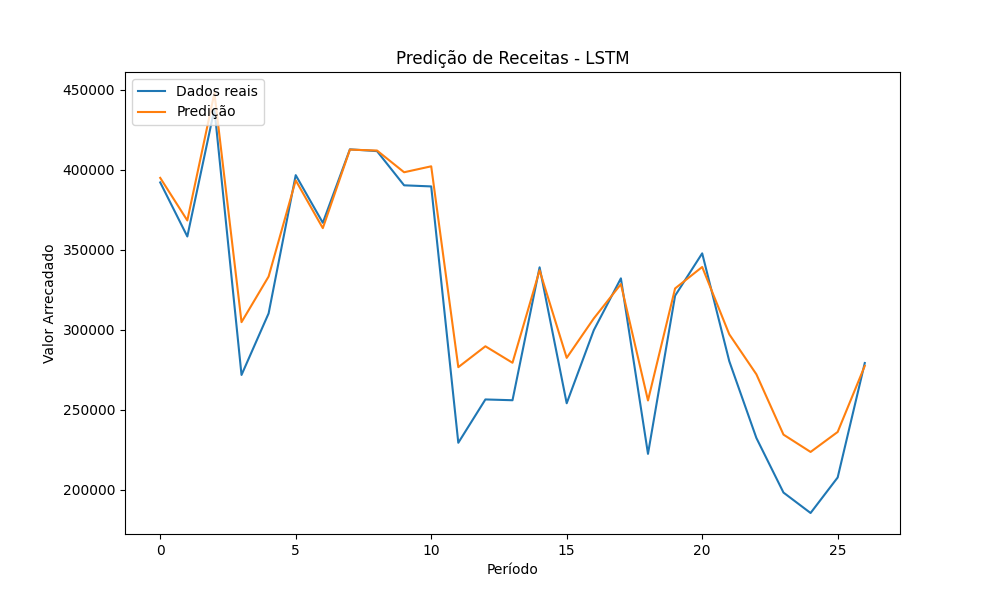 Predição de Receitas - LSTM
Dados reais
Predição
450000
400000
350000
300000
250000
200000
Valor Arrecadado
0 5 10 15 20 25
Período